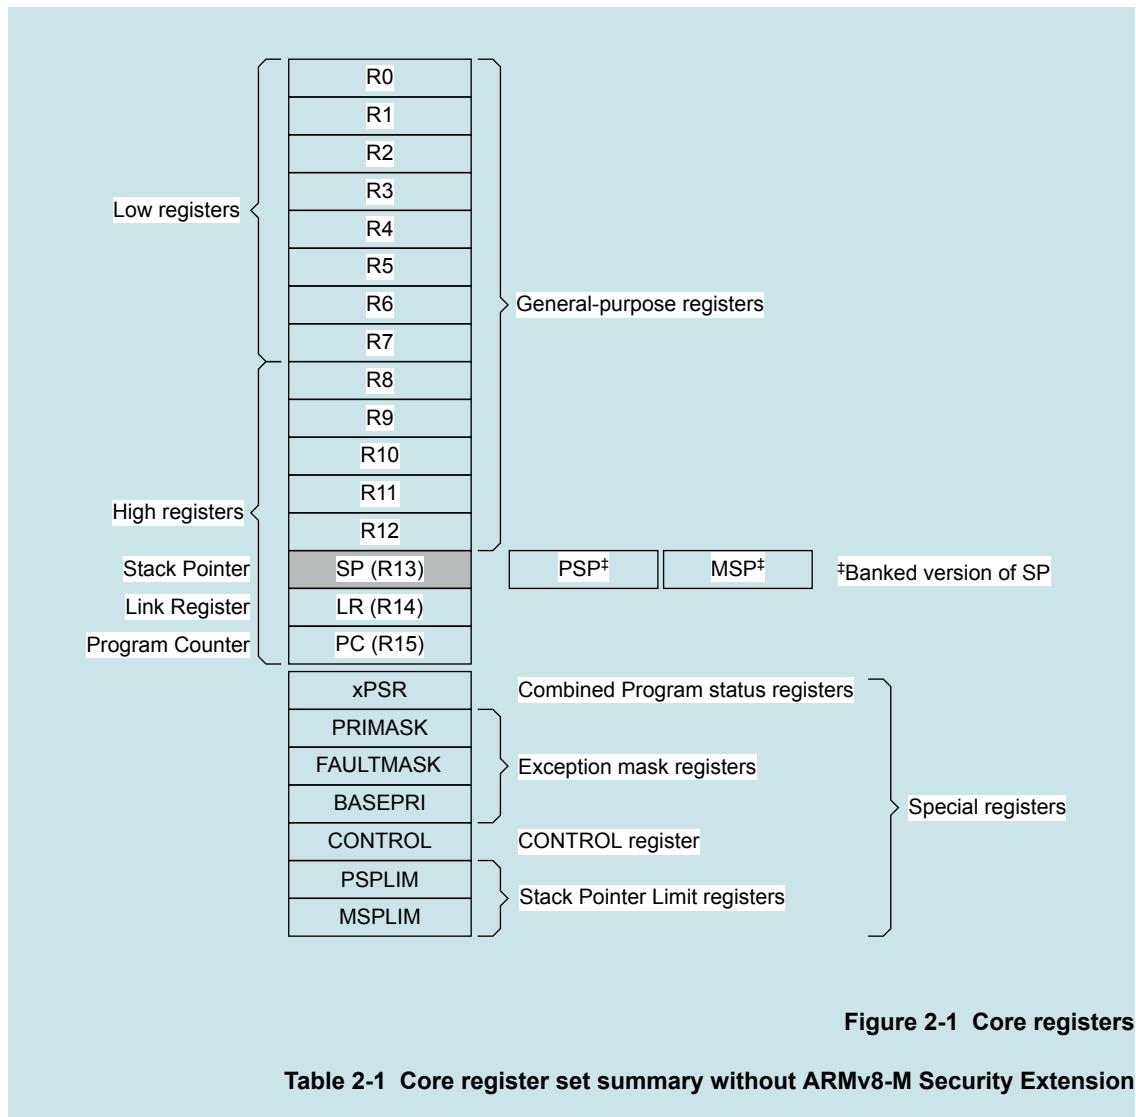 R0
R1
R2
R3
Low registers
R4
R5
R6
General-purpose registers
R7
R8
R9
R10
R11
High registers
R12
Stack Pointer
SP (R13)
PSP‡
MSP‡
‡Banked version of SP
Link Register
LR (R14)
Program Counter
PC (R15)
xPSR
Combined Program status registers
PRIMASK
FAULTMASK
Exception mask registers
BASEPRI
Special registers
CONTROL
CONTROL register
PSPLIM
Stack Pointer Limit registers
MSPLIM
Figure 2-1 Core registers
Table 2-1 Core register set summary without ARMv8-M Security Extension